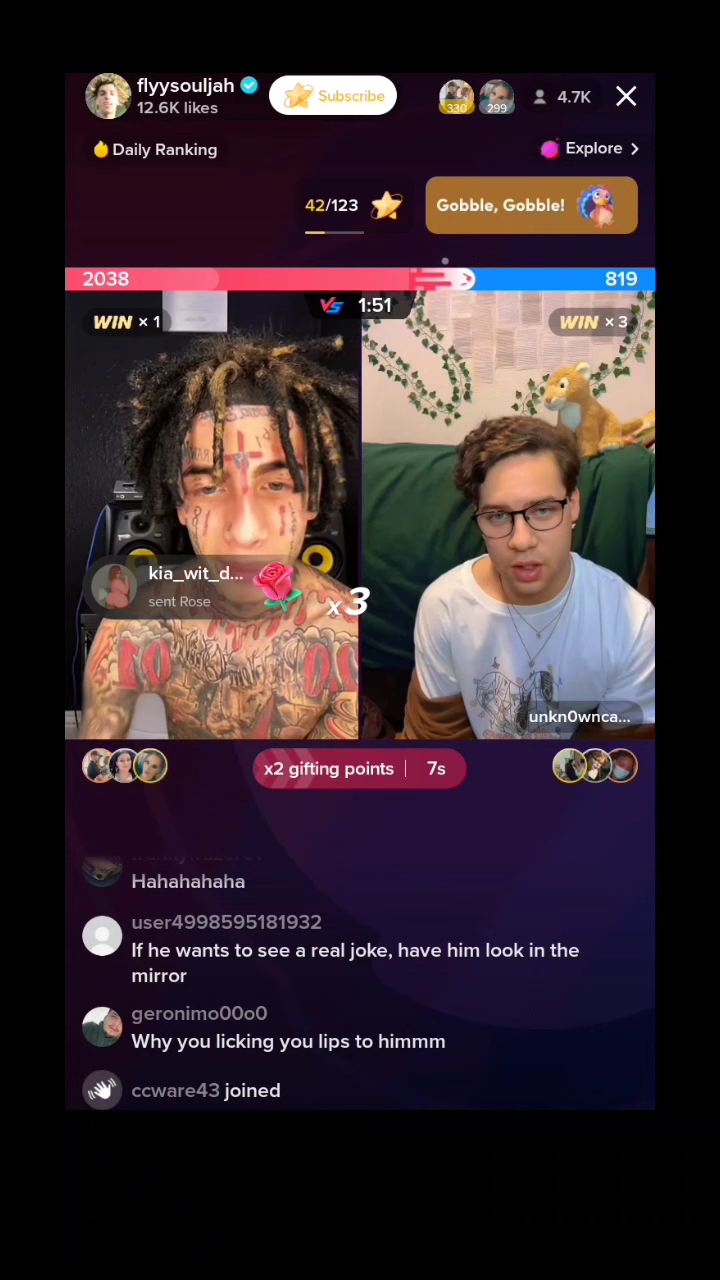 flyysouljah
12.6K likes
Subscribe
330
299
4.7K
Daily Ranking
Explore
42/123
Gobble, Gobble!
2038
819
VS 1:51
WIN × 1
WIN × 3
kia_wit_d...
sent Rose
x3
unkn0wnca...
x2 gifting points | 7s
Hahahahaha
user4998595181932
If he wants to see a real joke, have him look in the
mirror
geronimo00o0
Why you licking you lips to himmm
ccware43 joined